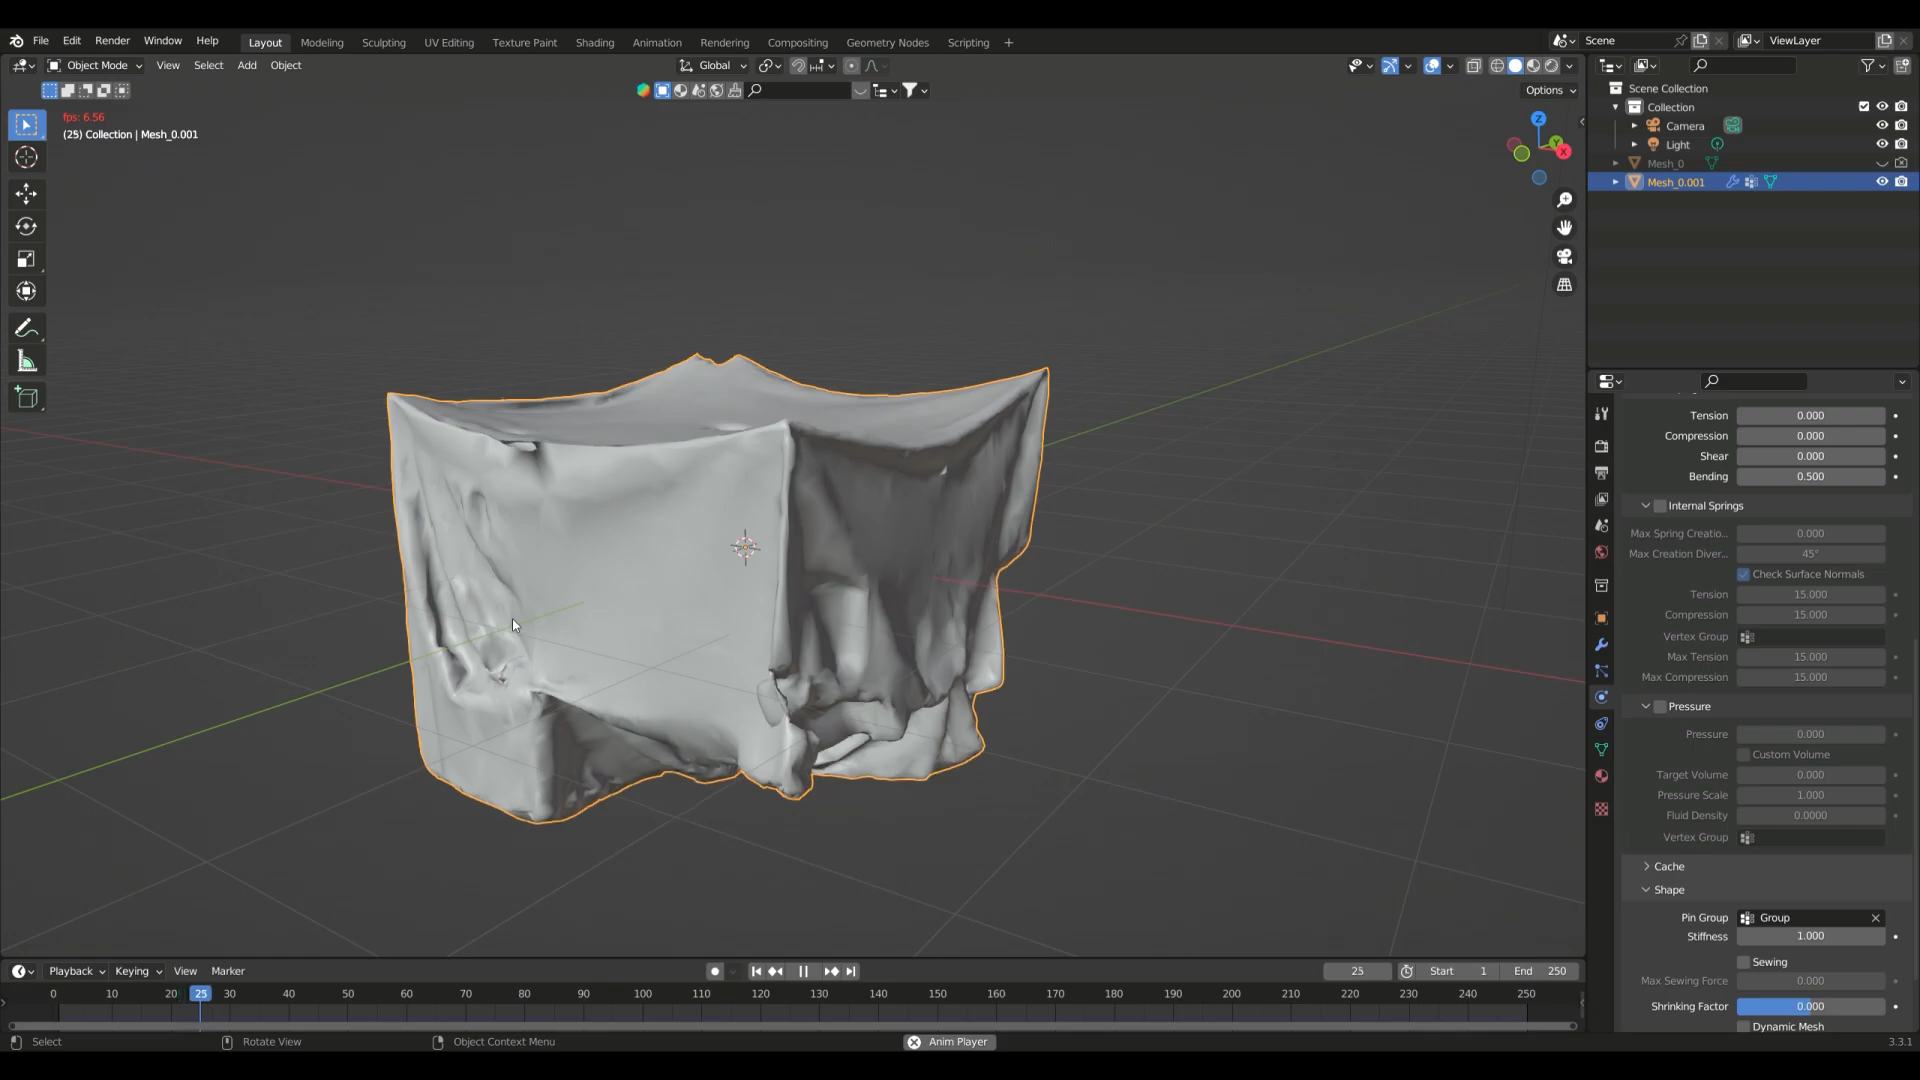 File Edit Render Window Help Layout Modeling Sculpting UV Editing Texture Paint Shading Animation Rendering Compositing Geometry Nodes Scripting + Scene ViewLayer
Object Mode View Select Add Object Global
Options
fps: 6.56
(25) Collection | Mesh_0.001
Z
Y
X
Scene Collection
Collection
Camera
Light
Mesh_0
Mesh_0.001
Tension 0.000
Compression 0.000
Shear 0.000
Bending 0.500
Internal Springs
Max Spring Creatio... 0.000
Max Creation Diver... 45°
Check Surface Normals
Tension 15.000
Compression 15.000
Vertex Group
Max Tension 15.000
Max Compression 15.000
Pressure
Pressure 0.000
Custom Volume
Target Volume 0.000
Pressure Scale 1.000
Fluid Density 0.0000
Vertex Group
Cache
Shape
Pin Group Group
Stiffness 1.000
Sewing
Max Sewing Force 0.000
Shrinking Factor 0.000
Dynamic Mesh
Playback Keying View Marker 25 Start 1 End 250
0 10 20 25 30 40 50 60 70 80 90 100 110 120 130 140 150 160 170 180 190 200 210 220 230 240 250
Select Rotate View Object Context Menu Anim Player 3.3.1